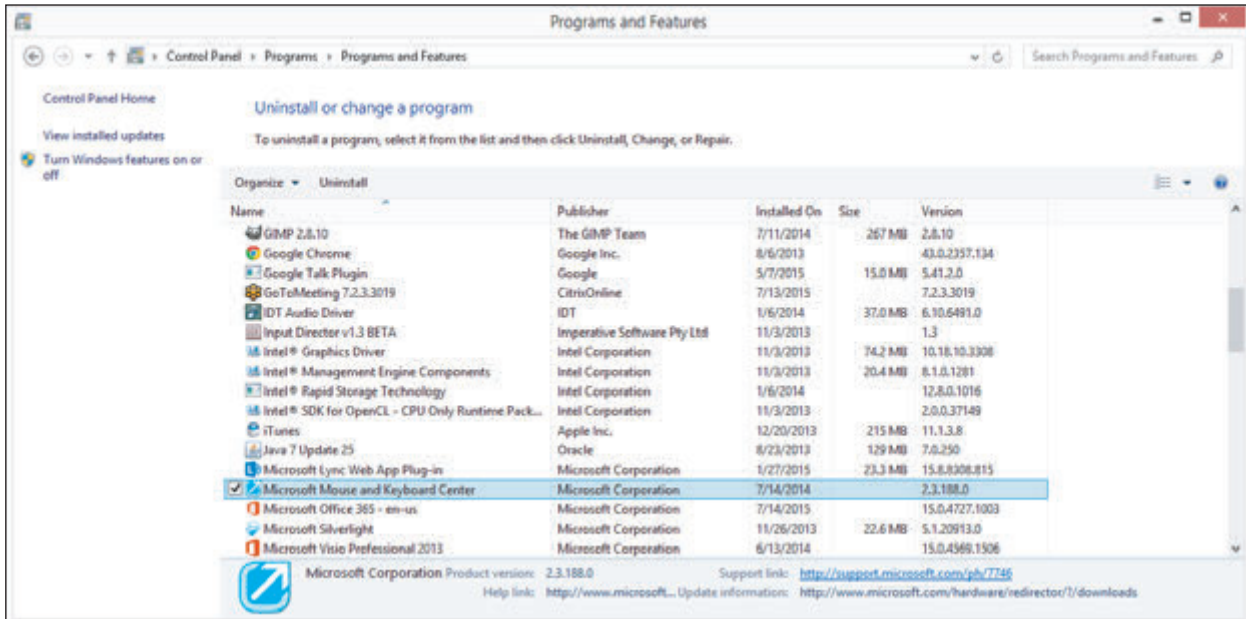 Programs and Features
Control Panel › Programs › Programs and Features
Search Programs and Features
Control Panel Home
View installed updates
Turn Windows features on or
off
Uninstall or change a program
To uninstall a program, select it from the list and then click Uninstall, Change, or Repair.
Organize Uninstall
Name Publisher Installed On Size Version
GIMP 2.8.10 The GIMP Team 7/11/2014 267 MB 2.8.10
Google Chrome Google Inc. 8/6/2013 43.0.2357.134
Google Talk Plugin Google 5/7/2015 15.0 MB 5.41.2.0
GoToMeeting 7.2.3.3019 CitrixOnline 7/13/2015 7.2.3.3019
IDT Audio Driver IDT 1/6/2014 37.0 MB 6.10.6491.0
Input Director v1.3 BETA Imperative Software Pty Ltd 11/3/2013 1.3
Intel® Graphics Driver Intel Corporation 11/3/2013 74.2 MB 10.18.10.3308
Intel® Management Engine Components Intel Corporation 11/3/2013 20.4 MB 8.1.0.1281
Intel® Rapid Storage Technology Intel Corporation 1/6/2014 12.8.0.1016
Intel® SDK for OpenCL - CPU Only Runtime Pack... Intel Corporation 11/3/2013 2.0.0.37149
iTunes Apple Inc. 12/20/2013 215 MB 11.1.3.8
Java 7 Update 25 Oracle 8/23/2013 129 MB 7.0.250
Microsoft Lync Web App Plug-in Microsoft Corporation 1/27/2015 23.3 MB 15.8.8308.815
Microsoft Mouse and Keyboard Center Microsoft Corporation 7/14/2014 2.3.188.0
Microsoft Office 365 - en-us Microsoft Corporation 7/14/2015 15.0.4727.1003
Microsoft Silverlight Microsoft Corporation 11/26/2013 22.6 MB 5.1.20913.0
Microsoft Visio Professional 2013 Microsoft Corporation 6/13/2014 15.0.4569.1506
Microsoft Corporation Product version: 2.3.188.0 Support link: http://support.microsoft.com/ph/7746
Help link: http://www.microsoft... Update information: http://www.microsoft.com/hardware/redirector/?/downloads